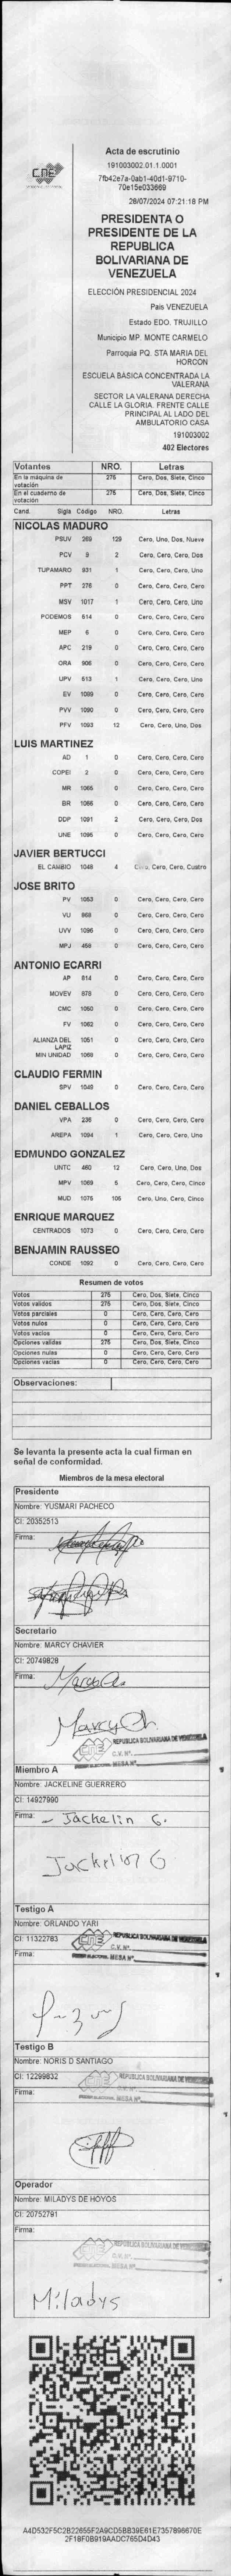 CNE
Acta de escrutinio
191003002.01.1.0001
7fb42e7a-0ab1-40d1-9710-
70e15e033669
28/07/2024 07:21:18 PM
PRESIDENTA O
PRESIDENTE DE LA
REPUBLICA
BOLIVARIANA DE
VENEZUELA
ELECCIÓN PRESIDENCIAL 2024
País VENEZUELA
Estado EDO. TRUJILLO
Municipio MP. MONTE CARMELO
Parroquia PQ. STA MARIA DEL
HORCON
ESCUELA BÁSICA CONCENTRADA LA
VALERANA
SECTOR LA VALERANA DERECHA
CALLE LA GLORIA. FRENTE CALLE
PRINCIPAL AL LADO DEL
AMBULATORIO CASA
191003002
402 Electores
Votantes NRO. Letras
En la máquina de votación 275 Cero, Dos, Siete, Cinco
En el cuaderno de votación 275 Cero, Dos, Siete, Cinco
Cand. Sigla Código NRO. Letras
NICOLAS MADURO
PSUV 269 129 Cero, Uno, Dos, Nueve
PCV 9 2 Cero, Cero, Cero, Dos
TUPAMARO 931 1 Cero, Cero, Cero, Uno
PPT 276 0 Cero, Cero, Cero, Cero
MSV 1017 1 Cero, Cero, Cero, Uno
PODEMOS 514 0 Cero, Cero, Cero, Cero
MEP 6 0 Cero, Cero, Cero, Cero
APC 219 0 Cero, Cero, Cero, Cero
ORA 906 0 Cero, Cero, Cero, Cero
UPV 513 1 Cero, Cero, Cero, Uno
EV 1089 0 Cero, Cero, Cero, Cero
PVV 1090 0 Cero, Cero, Cero, Cero
PFV 1093 12 Cero, Cero, Uno, Dos
LUIS MARTINEZ
AD 1 0 Cero, Cero, Cero, Cero
COPEI 2 0 Cero, Cero, Cero, Cero
MR 1065 0 Cero, Cero, Cero, Cero
BR 1066 0 Cero, Cero, Cero, Cero
DDP 1091 2 Cero, Cero, Cero, Dos
UNE 1095 0 Cero, Cero, Cero, Cero
JAVIER BERTUCCI
EL CAMBIO 1048 4 Cero, Cero, Cero, Cuatro
JOSE BRITO
PV 1053 0 Cero, Cero, Cero, Cero
VU 868 0 Cero, Cero, Cero, Cero
UVV 1096 0 Cero, Cero, Cero, Cero
MPJ 458 0 Cero, Cero, Cero, Cero
ANTONIO ECARRI
AP 814 0 Cero, Cero, Cero, Cero
MOVEV 878 0 Cero, Cero, Cero, Cero
CMC 1050 0 Cero, Cero, Cero, Cero
FV 1062 0 Cero, Cero, Cero, Cero
ALIANZA DEL LAPIZ 1051 0 Cero, Cero, Cero, Cero
MIN UNIDAD 1068 0 Cero, Cero, Cero, Cero
CLAUDIO FERMIN
SPV 1049 0 Cero, Cero, Cero, Cero
DANIEL CEBALLOS
VPA 236 0 Cero, Cero, Cero, Cero
AREPA 1094 1 Cero, Cero, Cero, Uno
EDMUNDO GONZALEZ
UNTC 460 12 Cero, Cero, Uno, Dos
MPV 1069 5 Cero, Cero, Cero, Cinco
MUD 1075 105 Cero, Uno, Cero, Cinco
ENRIQUE MARQUEZ
CENTRADOS 1073 0 Cero, Cero, Cero, Cero
BENJAMIN RAUSSEO
CONDE 1092 0 Cero, Cero, Cero, Cero
Resumen de votos
Votos 275 Cero, Dos, Siete, Cinco
Votos validos 275 Cero, Dos, Siete, Cinco
Votos parciales 0 Cero, Cero, Cero, Cero
Votos nulos 0 Cero, Cero, Cero, Cero
Votos vacios 0 Cero, Cero, Cero, Cero
Opciones validas 275 Cero, Dos, Siete, Cinco
Opciones nulas 0 Cero, Cero, Cero, Cero
Opciones vacias 0 Cero, Cero, Cero, Cero
Observaciones:
Se levanta la presente acta la cual firman en
señal de conformidad.
Miembros de la mesa electoral
Presidente
Nombre: YUSMARI PACHECO
CI: 20352513
Firma:
Secretario
Nombre: MARCY CHAVIER
CI: 20749828
Firma:
Marcy Ch.
CNE REPUBLICA BOLIVARIANA DE VENEZUELA
C.V. Nº.
MESA Nº.
Miembro A
Nombre: JACKELINE GUERRERO
CI: 14927990
Firma: Jackelin G.
Jackelin G
Testigo A
Nombre: ORLANDO YARI
CI: 11322763
CNE REPUBLICA BOLIVARIANA DE VENEZUELA
C.V. Nº.
MESA Nº.
Firma:
Testigo B
Nombre: NORIS D SANTIAGO
CI: 12299832
CNE REPUBLICA BOLIVARIANA DE VENEZUELA
C.V. Nº.
MESA Nº.
Firma:
Operador
Nombre: MILADYS DE HOYOS
CI: 20752791
Firma:
CNE REPUBLICA BOLIVARIANA DE VENEZUELA
C.V. Nº.
MESA Nº.
Miladys
A4D532F5C2B22655F2A9CD5BB39E61E7357896670E
2F18F0B919AADC765D4D43